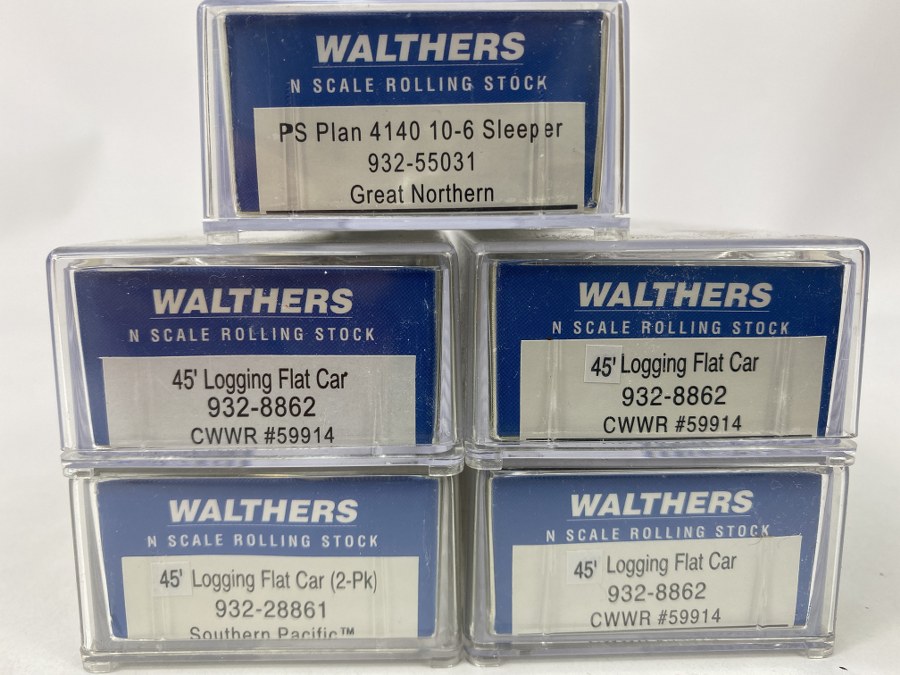 WALTHERS
N SCALE ROLLING STOCK
PS Plan 4140 10-6 Sleeper
932-55031
Great Northern
WALTHERS
N SCALE ROLLING STOCK
45' Logging Flat Car
932-8862
CWWR #59914
WALTHERS
N SCALE ROLLING STOCK
45' Logging Flat Car
932-8862
CWWR #59914
WALTHERS
N SCALE ROLLING STOCK
45' Logging Flat Car (2-Pk)
932-28861
Southern Pacific™
WALTHERS
N SCALE ROLLING STOCK
45' Logging Flat Car
932-8862
CWWR #59914